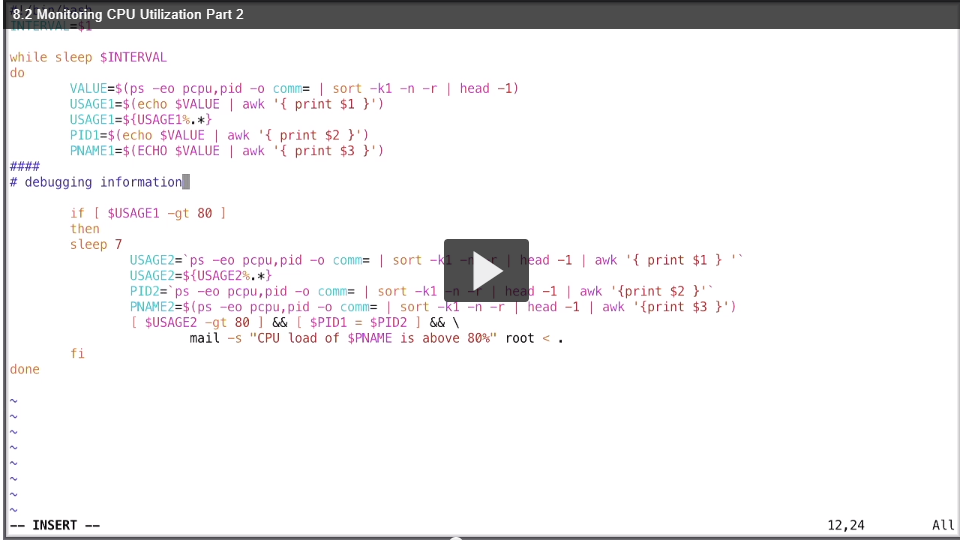 8.2 Monitoring CPU Utilization Part 2
INTERVAL=$1
while sleep $INTERVAL
do
VALUE=$(ps -eo pcpu,pid -o comm= | sort -k1 -n -r | head -1)
USAGE1=$(echo $VALUE | awk '{ print $1 }')
USAGE1=${USAGE1%.*}
PID1=$(echo $VALUE | awk '{ print $2 }')
PNAME1=$(ECHO $VALUE | awk '{ print $3 }')
####
# debugging information
if [ $USAGE1 -gt 80 ]
then
sleep 7
USAGE2=`ps -eo pcpu,pid -o comm= | sort -k1 -n -r | head -1 | awk '{ print $1 } '`
USAGE2=${USAGE2%.*}
PID2=`ps -eo pcpu,pid -o comm= | sort -k1 -n -r | head -1 | awk '{print $2 }'`
PNAME2=$(ps -eo pcpu,pid -o comm= | sort -k1 -n -r | head -1 | awk '{print $3 }')
[ $USAGE2 -gt 80 ] && [ $PID1 = $PID2 ] && \
mail -s "CPU load of $PNAME is above 80%" root < .
fi
done
~
~
~
~
~
~
~
~
-- INSERT -- 12,24 All